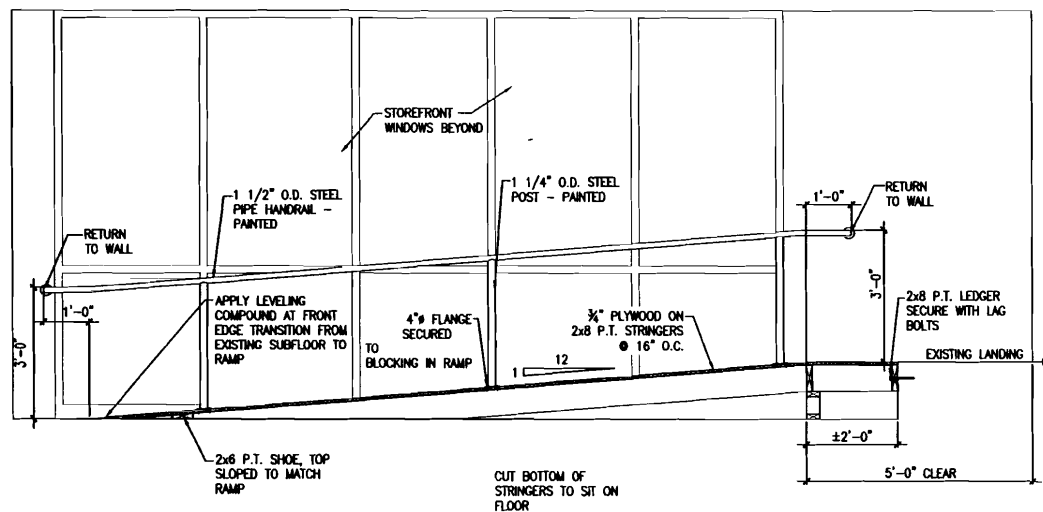 STOREFRONT
WINDOWS BEYOND
1 1/2" O.D. STEEL
PIPE HANDRAIL -
PAINTED
1 1/4" O.D. STEEL
POST - PAINTED
1'-0"
RETURN
TO WALL
RETURN
TO WALL
1'-0"
3'-0"
APPLY LEVELING
COMPOUND AT FRONT
EDGE TRANSITION FROM
EXISTING SUBFLOOR TO
RAMP
4"ø FLANGE
SECURED
TO
BLOCKING IN RAMP
3/4" PLYWOOD ON
2x8 P.T. STRINGERS
@ 16" O.C.
12
1
3'-0"
2x8 P.T. LEDGER
SECURE WITH LAG
BOLTS
EXISTING LANDING
±2'-0"
5'-0" CLEAR
2x6 P.T. SHOE, TOP
SLOPED TO MATCH
RAMP
CUT BOTTOM OF
STRINGERS TO SIT ON
FLOOR